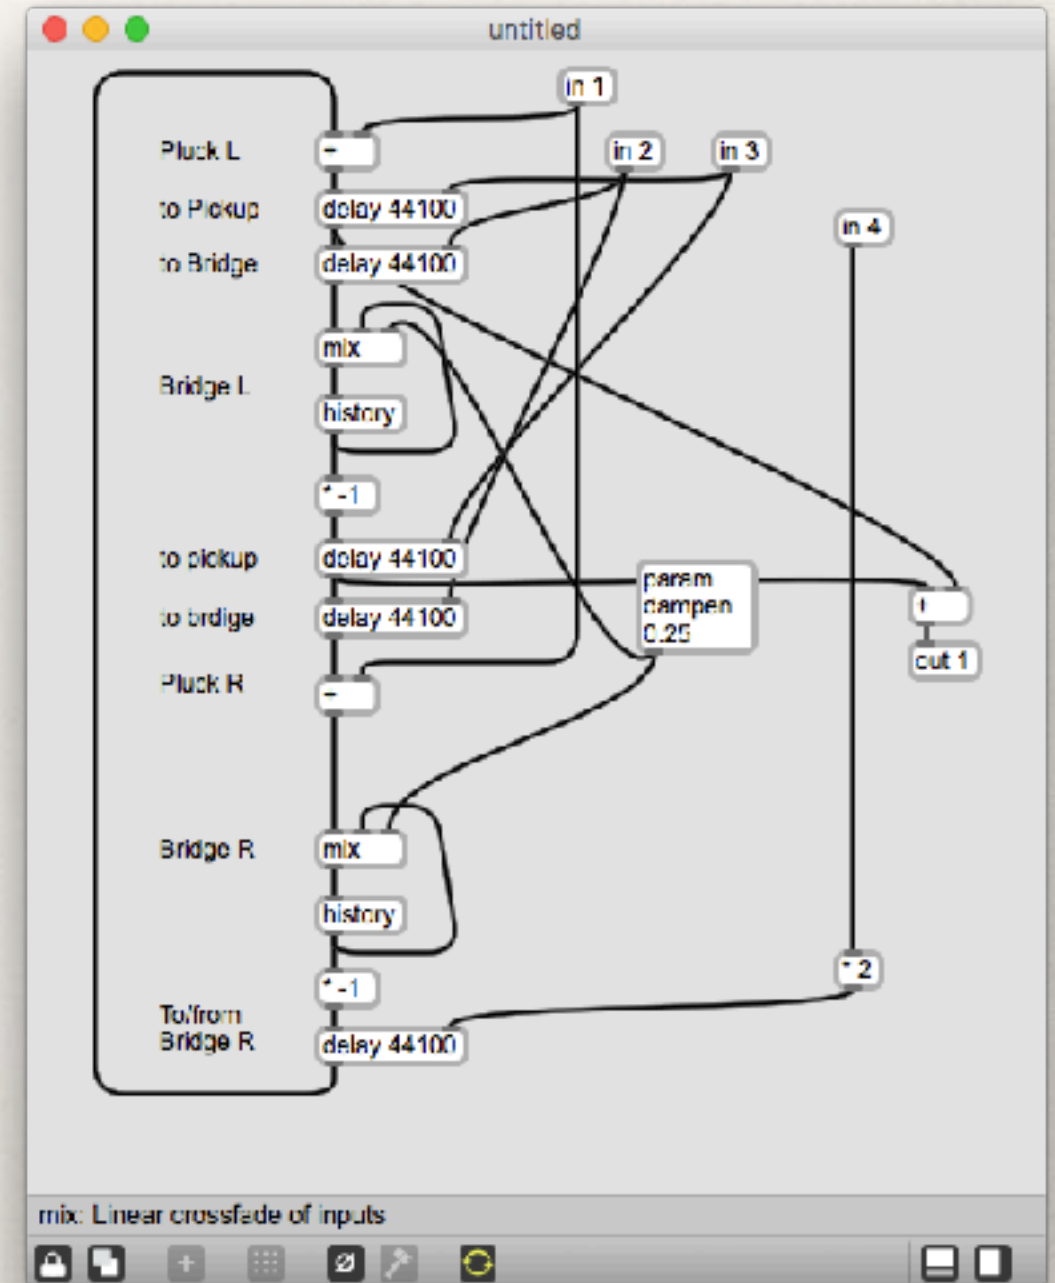 untitled
in 1
Pluck L
+
in 2
in 3
to Pickup
delay 44100
in 4
to Bridge
delay 44100
mix
Bridge L
history
* -1
to pickup
delay 44100
param
dampen
0.25
+
to brdige
delay 44100
out 1
Pluck R
+
Bridge R
mix
history
* 2
* -1
To/from
Bridge R
delay 44100
mix: Linear crossfade of inputs